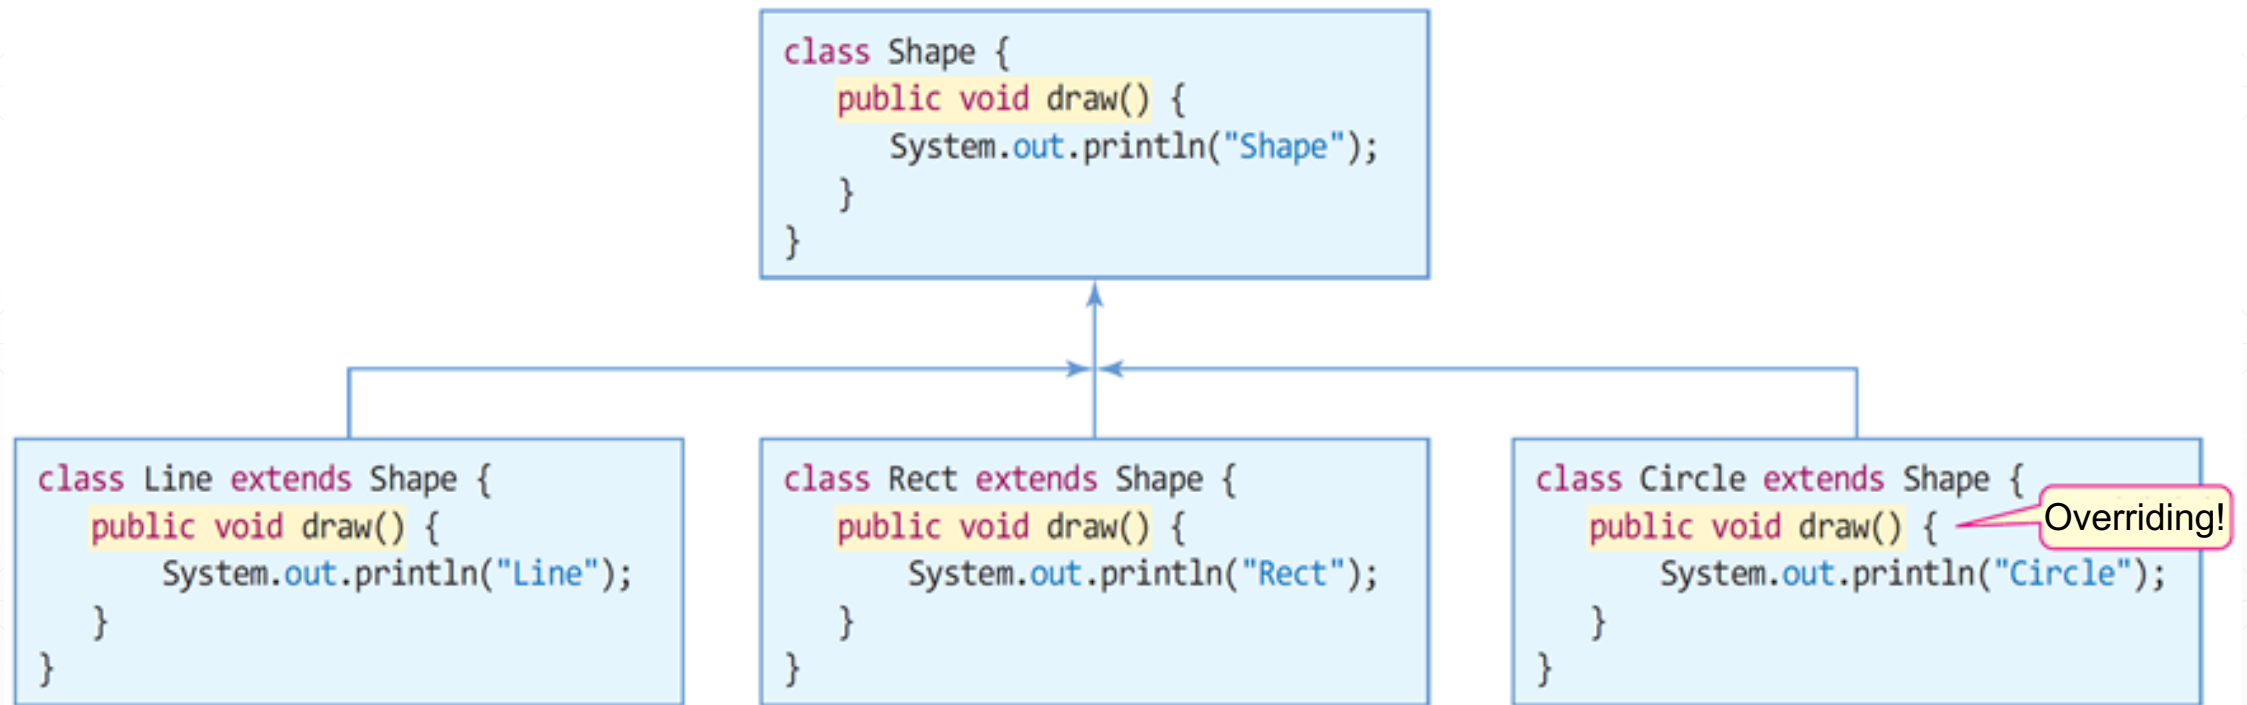 class Shape {
public void draw() {
System.out.println("Shape");
}
}
class Line extends Shape {
public void draw() {
System.out.println("Line");
}
}
class Rect extends Shape {
public void draw() {
System.out.println("Rect");
}
}
class Circle extends Shape {
public void draw() {
Overriding!
System.out.println("Circle");
}
}